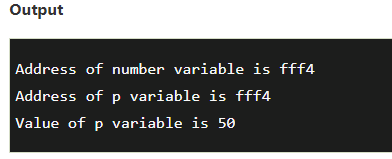 Output
Address of number variable is fff4
Address of p variable is fff4
Value of p variable is 50